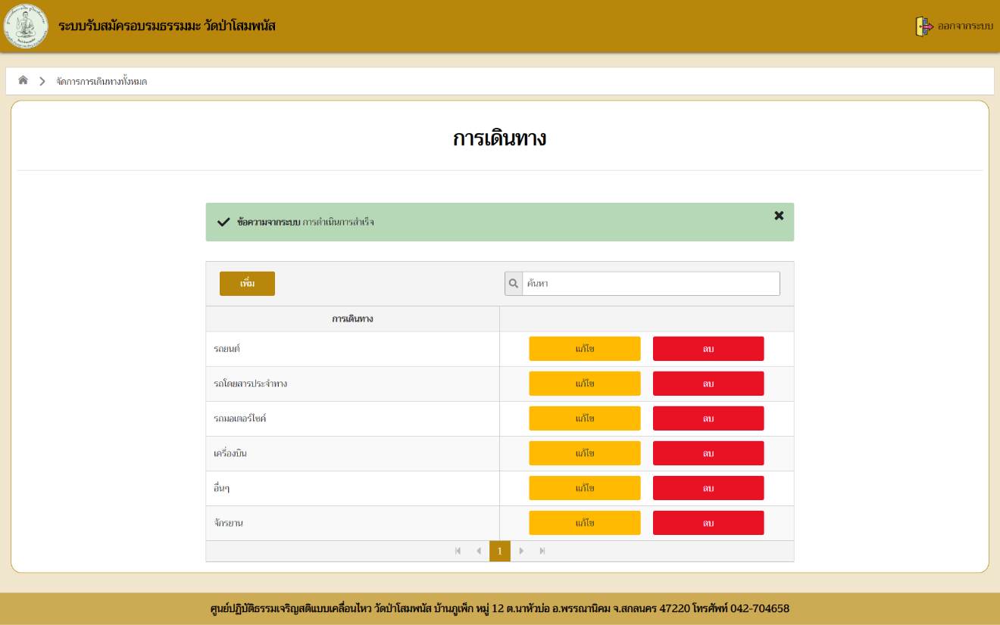 ระบบรับสมัครอบรมธรรมมะ วัดป่าโสมพนัส
ออกจากระบบ
จัดการการเดินทางทั้งหมด
การเดินทาง
ข้อความจากระบบ การดำเนินการสำเร็จ
เพิ่ม
ค้นหา
การเดินทาง
รถยนต์ แก้ไข ลบ
รถโดยสารประจำทาง แก้ไข ลบ
รถมอเตอร์ไซค์ แก้ไข ลบ
เครื่องบิน แก้ไข ลบ
อื่นๆ แก้ไข ลบ
จักรยาน แก้ไข ลบ
1
ศูนย์ปฏิบัติธรรมเจริญสติแบบเคลื่อนไหว วัดป่าโสมพนัส บ้านภูเพ็ก หมู่ 12 ต.นาหัวบ่อ อ.พรรณานิคม จ.สกลนคร 47220 โทรศัพท์ 042-704658